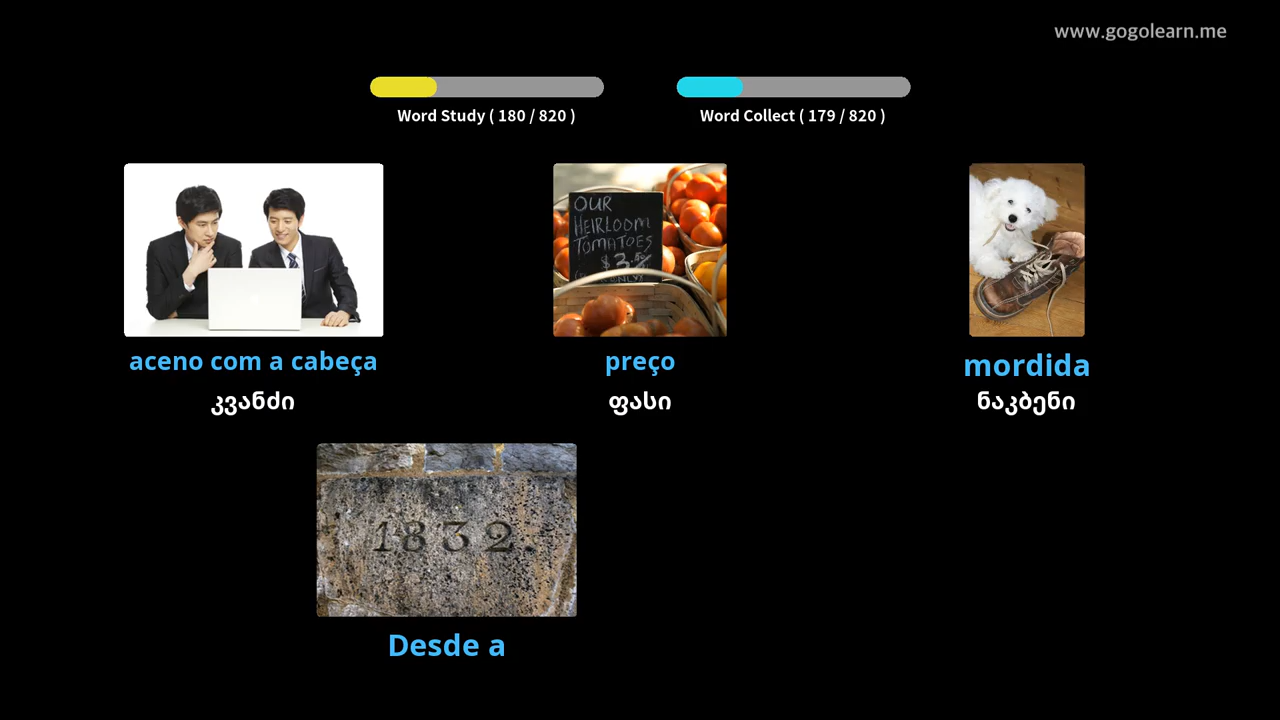 www.gogolearn.me
Word Study ( 180 / 820 )
Word Collect ( 179 / 820 )
OUR
HEIRLOOM
TOMATOES
aceno com a cabeça
კვანძი
preço
ფასი
mordida
ნაკბენი
1832
Desde a